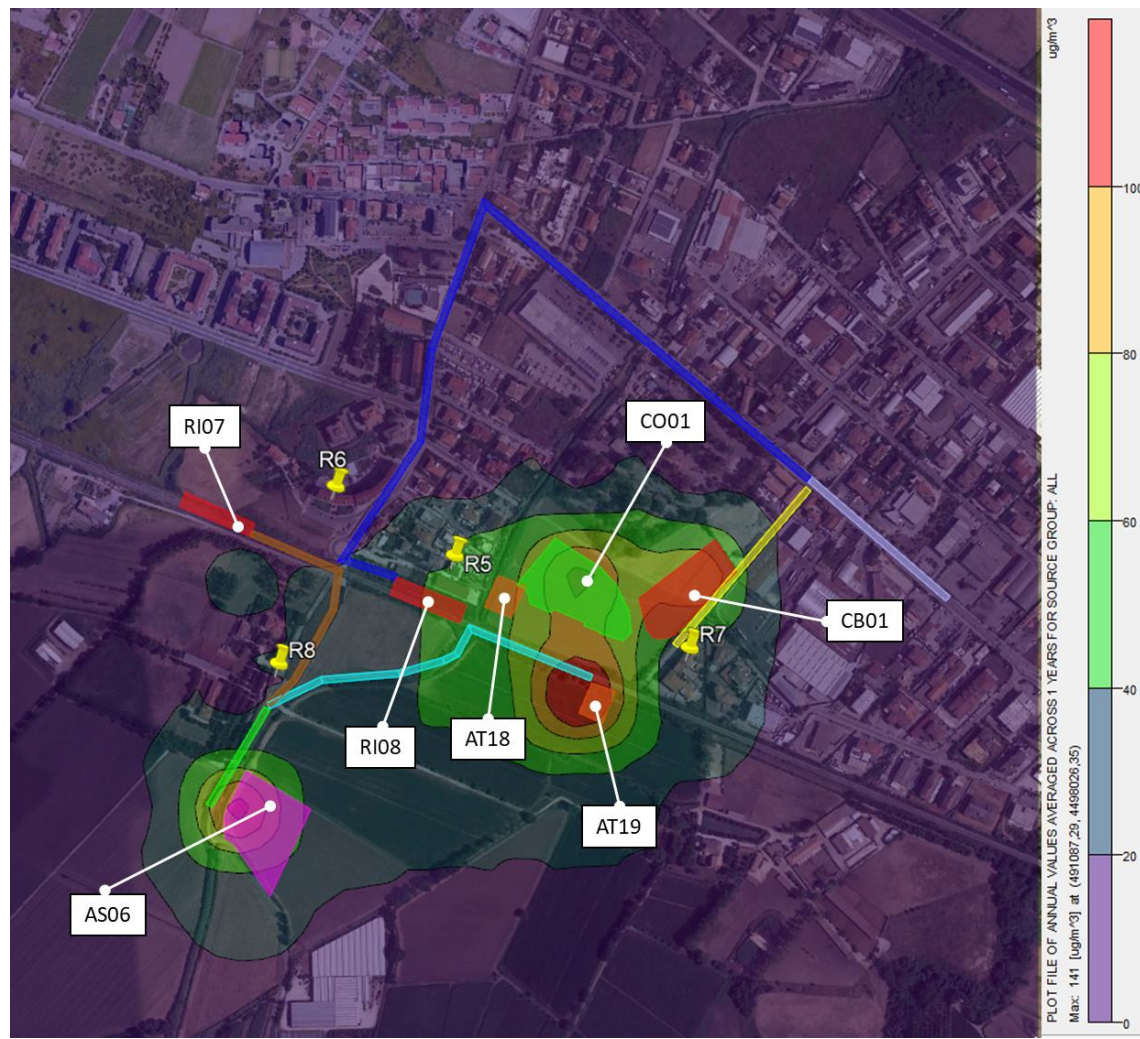 RI07
R6
CO01
R5
R7
CB01
R8
RI08
AT18
AT19
AS06
ug/m^3
100
80
60
40
20
0
PLOT FILE OF ANNUAL VALUES AVERAGED ACROSS 1 YEARS FOR SOURCE GROUP: ALL
Max: 141 [ug/m^3] at (491087,29, 4498026,35)